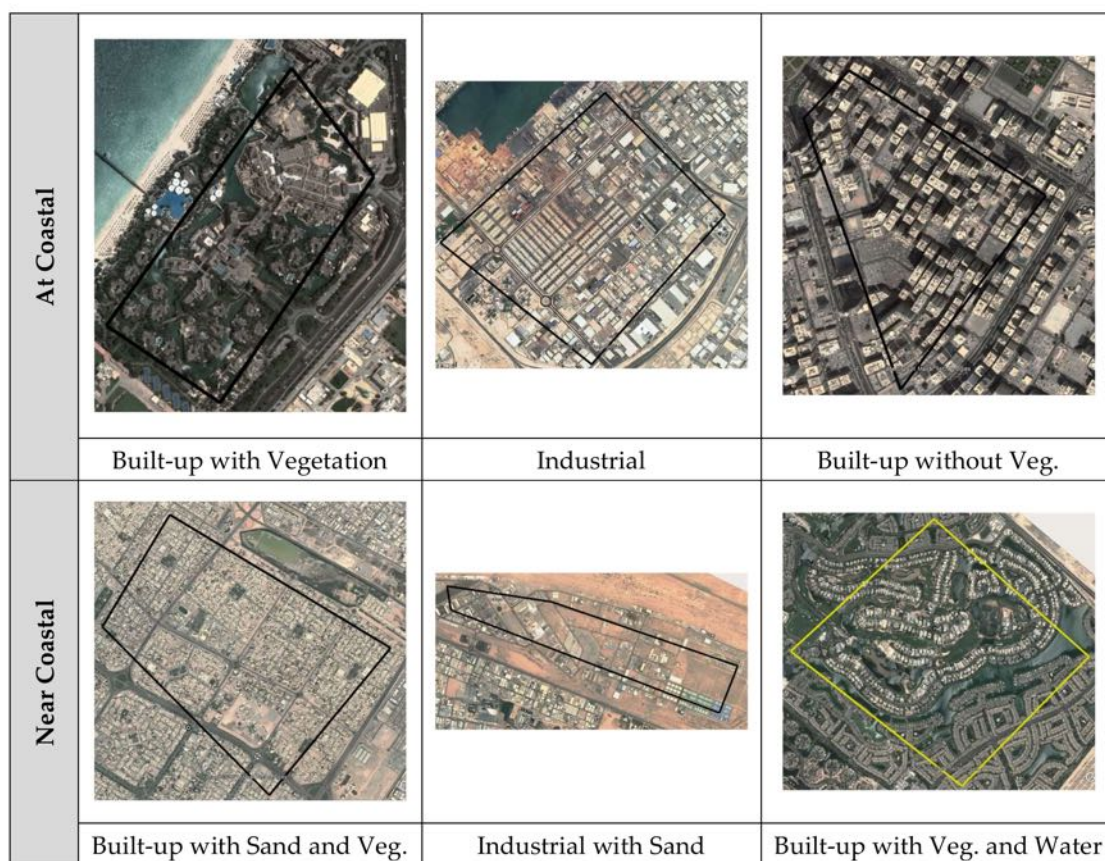 At Coastal
Built-up with Vegetation
Industrial
Built-up without Veg.
Near Coastal
Built-up with Sand and Veg.
Industrial with Sand
Built-up with Veg. and Water